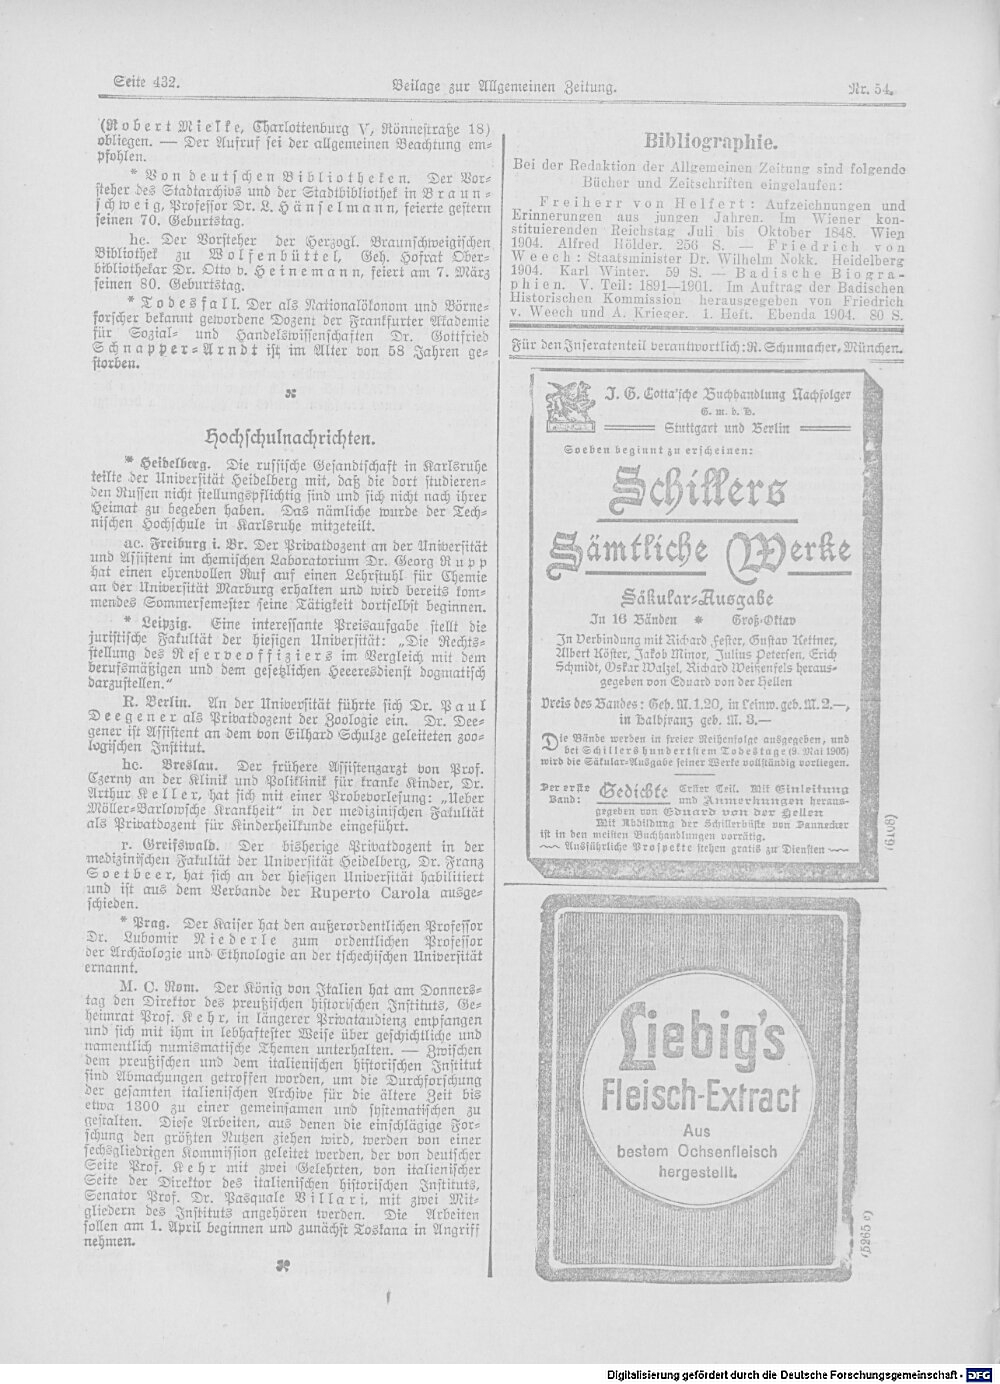 Seite 432.
Beilage zur Allgemeinen Zeitung.
Nr. 54.
(Robert Mielke, Charlottenburg V, Rönnestraße 18)
obliegen. — Der Aufruf sei der allgemeinen Beachtung em-
pfohlen.
* Von deutschen Bibliotheken. Der Vor-
steher des Stadtarchivs und der Stadtbibliothek in Braun-
schweig, Professor Dr. L. Hänselmann, feierte gestern
seinen 70. Geburtstag.
hc. Der Vorsteher der Herzogl. Braunschweigischen
Bibliothek zu Wolfenbüttel, Geh. Hofrat Ober-
bibliothekar Dr. Otto v. Heinemann, feiert am 7. März
seinen 80. Geburtstag.
* Todesfall. Der als Nationalökonom und Börne-
forscher bekannt gewordene Dozent der Frankfurter Akademie
für Sozial- und Handelswissenschaften Dr. Gottfried
Schnapper-Arndt ist im Alter von 58 Jahren ge-
storben.
Hochschulnachrichten.
* Heidelberg. Die russische Gesandtschaft in Karlsruhe
teilte der Universität Heidelberg mit, daß die dort studieren-
den Russen nicht stellungspflichtig sind und sich nicht nach ihrer
Heimat zu begeben haben. Das nämliche wurde der Tech-
nischen Hochschule in Karlsruhe mitgeteilt.
ac. Freiburg i. Br. Der Privatdozent an der Universität
und Assistent im chemischen Laboratorium Dr. Georg Rupp
hat einen ehrenvollen Ruf auf einen Lehrstuhl für Chemie
an der Universität Marburg erhalten und wird bereits kom-
mendes Sommersemester seine Tätigkeit dortselbst beginnen.
* Leipzig. Eine interessante Preisaufgabe stellt die
juristische Fakultät der hiesigen Universität: „Die Rechts-
stellung des Reserveoffiziers im Vergleich mit dem
berufsmäßigen und dem gesetzlichen Heeresdienst dogmatisch
darzustellen.“
R. Berlin. An der Universität führte sich Dr. Paul
Deegener als Privatdozent der Zoologie ein. Dr. Dee-
gener ist Assistent an dem von Eilhard Schulze geleiteten zoo-
logischen Institut.
hc. Breslau. Der frühere Assistenzarzt von Prof.
Czerny an der Klinik und Poliklinik für kranke Kinder, Dr.
Arthur Keller, hat sich mit einer Probevorlesung: „Ueber
Möller-Barlowsche Krankheit“ in der medizinischen Fakultät
als Privatdozent für Kinderheilkunde eingeführt.
r. Greifswald. Der bisherige Privatdozent in der
medizinischen Fakultät der Universität Heidelberg, Dr. Franz
Soetbeer, hat sich an der hiesigen Universität habilitiert
und ist aus dem Verbande der Ruperto Carola ausge-
schieden.
* Prag. Der Kaiser hat den außerordentlichen Professor
Dr. Lubomir Niederle zum ordentlichen Professor
der Archäologie und Ethnologie an der tschechischen Universität
ernannt.
M. C. Rom. Der König von Italien hat am Donners-
tag den Direktor des preußischen historischen Instituts, Ge-
heimrat Prof. Kehr, in längerer Privataudienz empfangen
und sich mit ihm in lebhaftester Weise über geschichtliche und
namentlich numismatische Themen unterhalten. — Zwischen
dem preußischen und dem italienischen historischen Institut
sind Abmachungen getroffen worden, um die Durchforschung
der gesamten italienischen Archive für die ältere Zeit bis
etwa 1300 zu einer gemeinsamen und systematischen zu
gestalten. Diese Arbeiten, aus denen die einschlägige For-
schung den größten Nutzen ziehen wird, werden von einer
sechsgliedrigen Kommission geleitet werden, der von deutscher
Seite Prof. Kehr mit zwei Gelehrten, von italienischer
Seite der Direktor des italienischen historischen Instituts,
Senator Prof. Dr. Pasquale Villari, mit zwei Mit-
gliedern des Instituts angehören werden. Die Arbeiten
sollen am 1. April beginnen und zunächst Toskana in Angriff
nehmen.
Bibliographie.
Bei der Redaktion der Allgemeinen Zeitung sind folgende
Bücher und Zeitschriften eingelaufen:
Freiherr von Helfert: Aufzeichnungen und
Erinnerungen aus jungen Jahren. Im Wiener kon-
stituierenden Reichstag Juli bis Oktober 1848. Wien
1904. Alfred Hölder. 256 S. — Friedrich von
Weech: Staatsminister Dr. Wilhelm Nokk. Heidelberg
1904. Karl Winter. 59 S. — Badische Biogra-
phien. V. Teil: 1891—1901. Im Auftrag der Badischen
Historischen Kommission herausgegeben von Friedrich
v. Weech und A. Krieger. 1. Heft. Ebenda 1904. 80 S.
Für den Inseratenteil verantwortlich: R. Schumacher, München.
J. G. Cotta'sche Buchhandlung Nachfolger
G. m. b. H.
Stuttgart und Berlin
Soeben beginnt zu erscheinen:
Schillers
Sämtliche Werke
Säkular-Ausgabe
In 16 Bänden * Groß-Oktav
In Verbindung mit Richard Fester, Gustav Kettner,
Albert Köster, Jakob Minor, Julius Petersen, Erich
Schmidt, Oskar Walzel, Richard Weißenfels heraus-
gegeben von Eduard von der Hellen
Preis des Bandes: Geh. M. 1.20, in Leinw. geb. M. 2.—,
in Halbfranz geb. M. 3.—
Die Bände werden in freier Reihenfolge ausgegeben, und
bei Schillers hundertstem Todestage (9. Mai 1905)
wird die Säkular-Ausgabe seiner Werke vollständig vorliegen.
Der erste Band: Gedichte Erster Teil. Mit Einleitung
und Anmerkungen heraus-
gegeben von Eduard von der Hellen
Mit Abbildung der Schillerbüste von Dannecker
ist in den meisten Buchhandlungen vorrätig.
Ausführliche Prospekte stehen gratis zu Diensten
(6108)
Liebig's
Fleisch-Extract
Aus
bestem Ochsenfleisch
hergestellt.
(5265 c)
Digitalisierung gefördert durch die Deutsche Forschungsgemeinschaft - DFG